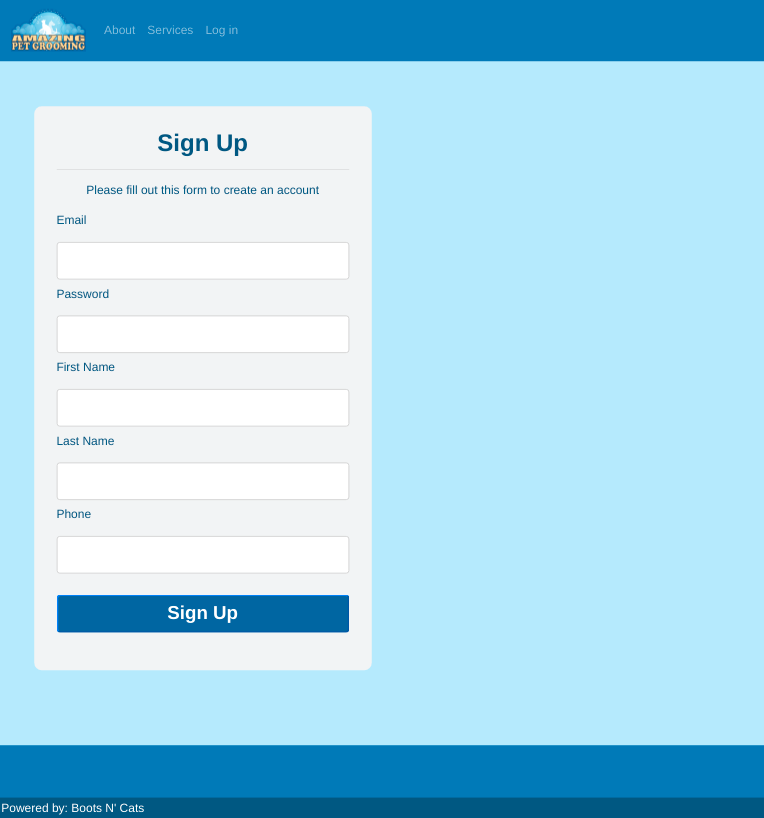 AMAZING
PET GROOMING
About Services Log in
Sign Up
Please fill out this form to create an account
Email
Password
First Name
Last Name
Phone
Sign Up
Powered by: Boots N' Cats